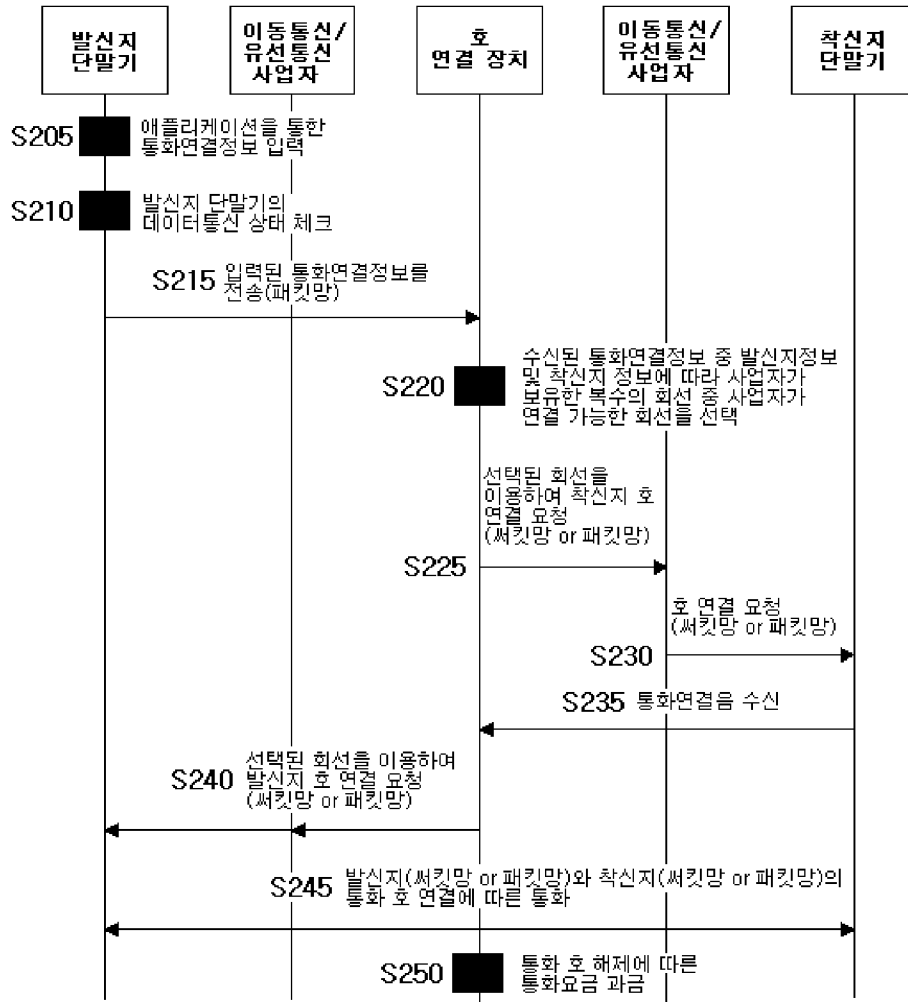 발신지
단말기
이동통신/
유선통신
사업자
호
연결 장치
이동통신/
유선통신
사업자
착신지
단말기
S205 애플리케이션을 통한
통화연결정보 입력
S210 발신지 단말기의
데이터통신 상태 체크
S215 입력된 통화연결정보를
전송(패킷망)
S220 수신된 통화연결정보 중 발신지정보
및 착신지 정보에 따라 사업자가
보유한 복수의 회선 중 사업자가
연결 가능한 회선을 선택
선택된 회선을
이용하여 착신지 호
연결 요청
(써킷망 or 패킷망)
S225
호 연결 요청
(써킷망 or 패킷망)
S230
S235 통화연결음 수신
선택된 회선을 이용하여
S240 발신지 호 연결 요청
(써킷망 or 패킷망)
S245 발신지(써킷망 or 패킷망)와 착신지(써킷망 or 패킷망)의
통화 호 연결에 따른 통화
S250 통화 호 해제에 따른
통화요금 과금